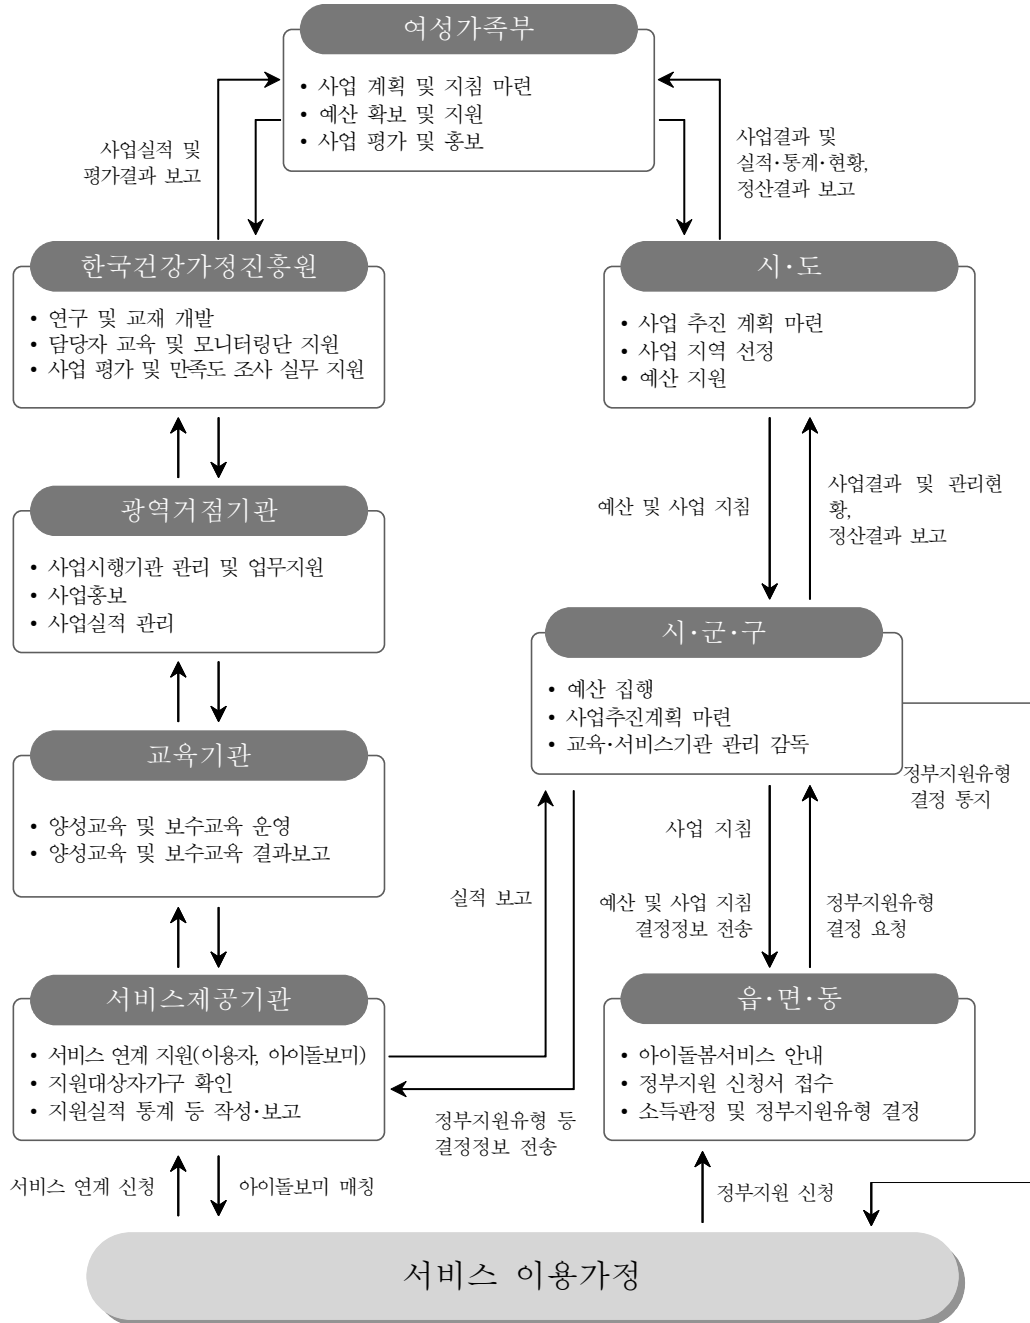 여성가족부
• 사업 계획 및 지침 마련
• 예산 확보 및 지원
• 사업 평가 및 홍보
사업실적 및
평가결과 보고
사업결과 및
실적·통계·현황,
정산결과 보고
한국건강가정진흥원
• 연구 및 교재 개발
• 담당자 교육 및 모니터링단 지원
• 사업 평가 및 만족도 조사 실무 지원
시·도
• 사업 추진 계획 마련
• 사업 지역 선정
• 예산 지원
광역거점기관
• 사업시행기관 관리 및 업무지원
• 사업홍보
• 사업실적 관리
예산 및 사업 지침
사업결과 및 관리현
황,
정산결과 보고
시·군·구
• 예산 집행
• 사업추진계획 마련
• 교육·서비스기관 관리 감독
교육기관
• 양성교육 및 보수교육 운영
• 양성교육 및 보수교육 결과보고
정부지원유형
결정 통지
사업 지침
실적 보고
예산 및 사업 지침
결정정보 전송
정부지원유형
결정 요청
서비스제공기관
• 서비스 연계 지원(이용자, 아이돌보미)
• 지원대상자가구 확인
• 지원실적 통계 등 작성·보고
읍·면·동
• 아이돌봄서비스 안내
• 정부지원 신청서 접수
• 소득판정 및 정부지원유형 결정
정부지원유형 등
결정정보 전송
서비스 연계 신청
아이돌보미 매칭
정부지원 신청
서비스 이용가정